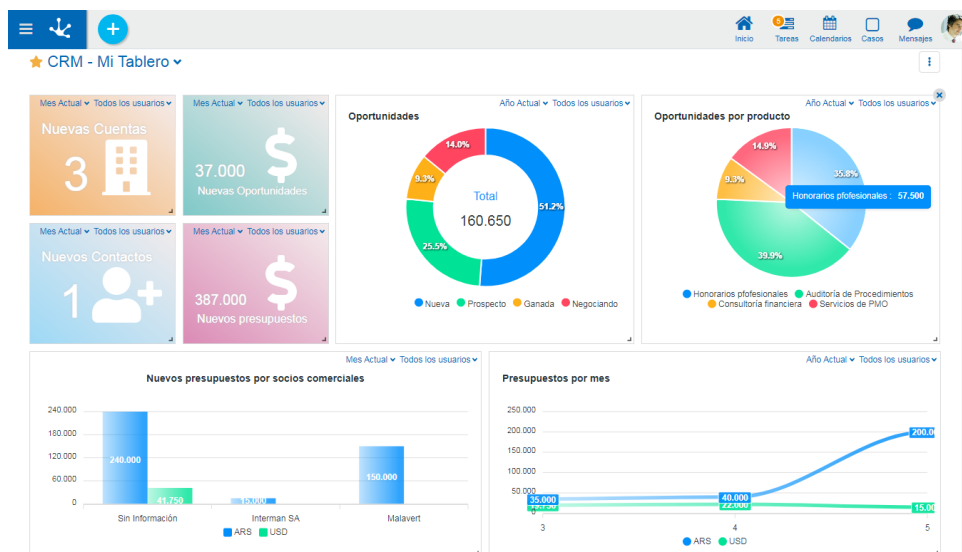 5
Inicio Tareas Calendarios Casos Mensajes
CRM - Mi Tablero
Mes Actual Todos los usuarios
Nuevas Cuentas
3
Mes Actual Todos los usuarios
37.000
Nuevas Oportunidades
Año Actual Todos los usuarios
Oportunidades
14.0%
9.3%
51.2%
25.5%
Total
160.650
Nueva Prospecto Ganada Negociando
Año Actual Todos los usuarios
Oportunidades por producto
14.9%
35.8%
9.3%
Honorarios pfofesionales : 57.500
39.9%
Honorarios pfofesionales Auditoría de Procedimientos
Consultoría financiera Servicios de PMO
Mes Actual Todos los usuarios
Nuevos Contactos
1
Mes Actual Todos los usuarios
387.000
Nuevos presupuestos
Mes Actual Todos los usuarios
Nuevos presupuestos por socios comerciales
240.000
180.000
120.000
60.000
0
240.000
41.750
15.000
150.000
Sin Información Interman SA Malavert
ARS USD
Año Actual Todos los usuarios
Presupuestos por mes
250.000
200.000
150.000
100.000
50.000
0
35.000
40.000
22.000
200.0
15.00
3 4 5
ARS USD